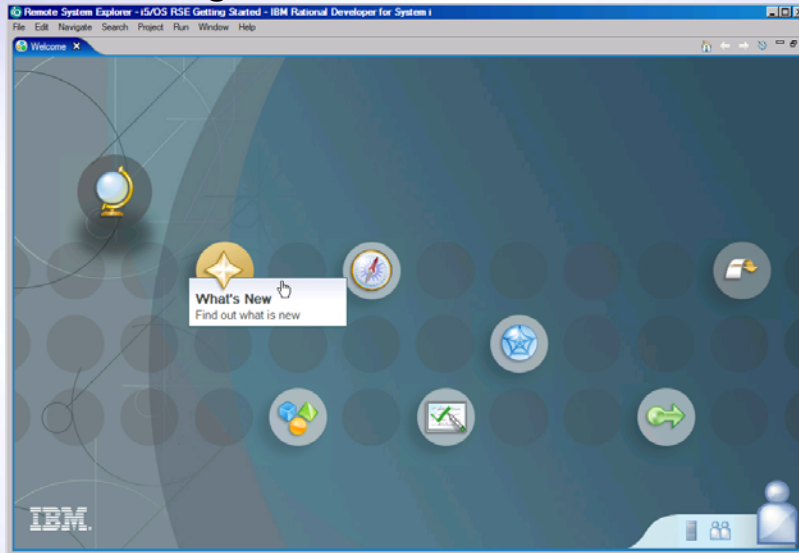 Remote System Explorer - i5/OS RSE Getting Started - IBM Rational Developer for System i
File Edit Navigate Search Project Run Window Help
Welcome
What's New
Find out what is new
IBM.